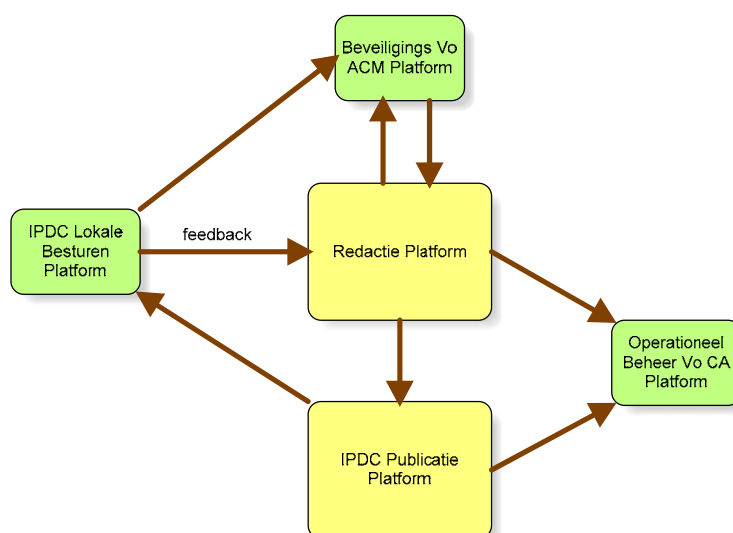 Beveiligings Vo
ACM Platform
feedback
IPDC Lokale
Besturen
Platform
Redactie Platform
Operationeel
Beheer Vo CA
Platform
IPDC Publicatie
Platform